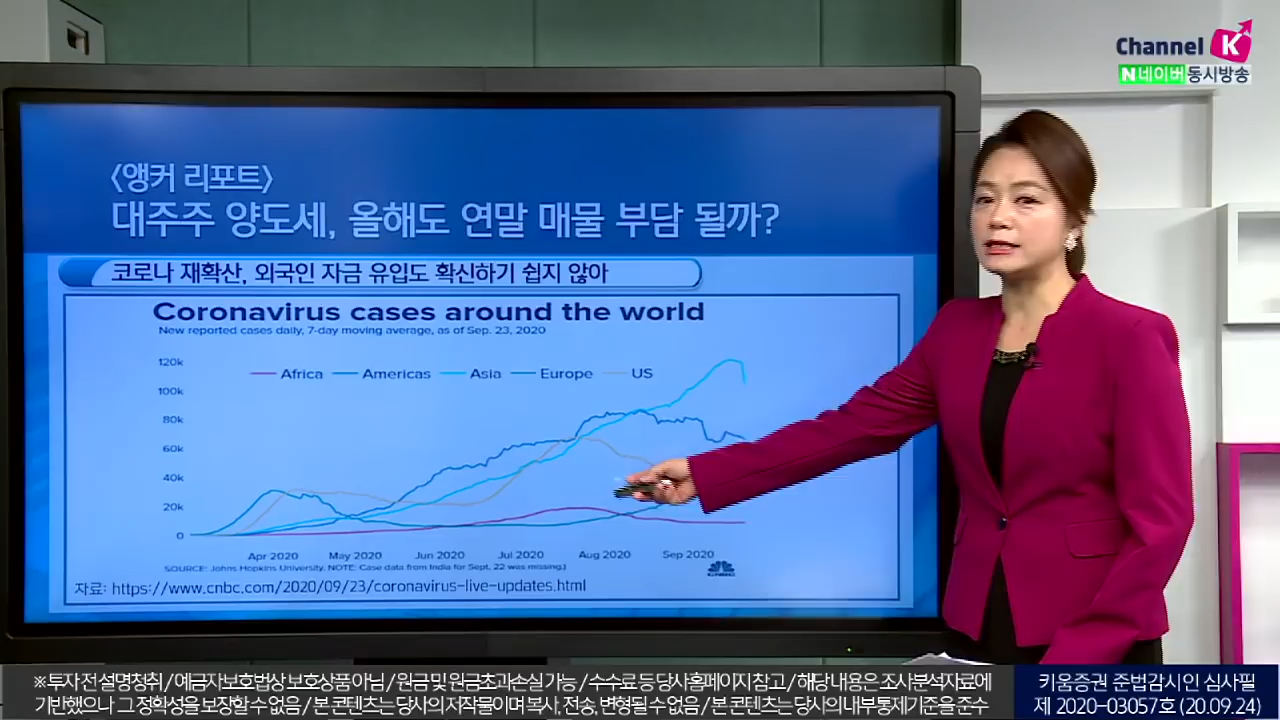 Channel K
N네이버 동시방송
<앵커 리포트>
대주주 양도세, 올해도 연말 매물 부담 될까?
코로나 재확산, 외국인 자금 유입도 확신하기 쉽지 않아
Coronavirus cases around the world
New reported cases daily, 7-day moving average, as of Sep. 23, 2020
Africa Americas Asia Europe US
120k
100k
80k
60k
40k
20k
0
Apr 2020 May 2020 Jun 2020 Jul 2020 Aug 2020 Sep 2020
SOURCE: Johns Hopkins University. NOTE: Case data from India for Sept. 22 was missing.)
자료: https://www.cnbc.com/2020/09/23/coronavirus-live-updates.html
※ 투자 전 설명청취 / 예금자보호법상 보호상품 아님 / 원금 및 원금초과손실 가능 / 수수료 등 당사홈페이지 참고 / 해당 내용은 조사분석자료에
기반했으나 그 정확성을 보장할 수 없음 / 본 콘텐츠는 당사의 저작물이며 복사, 전송, 변형될 수 없음 / 본 콘텐츠는 당사의 내부통제기준을 준수
키움증권 준법감시인 심사필
제 2020-03057호 (20.09.24)